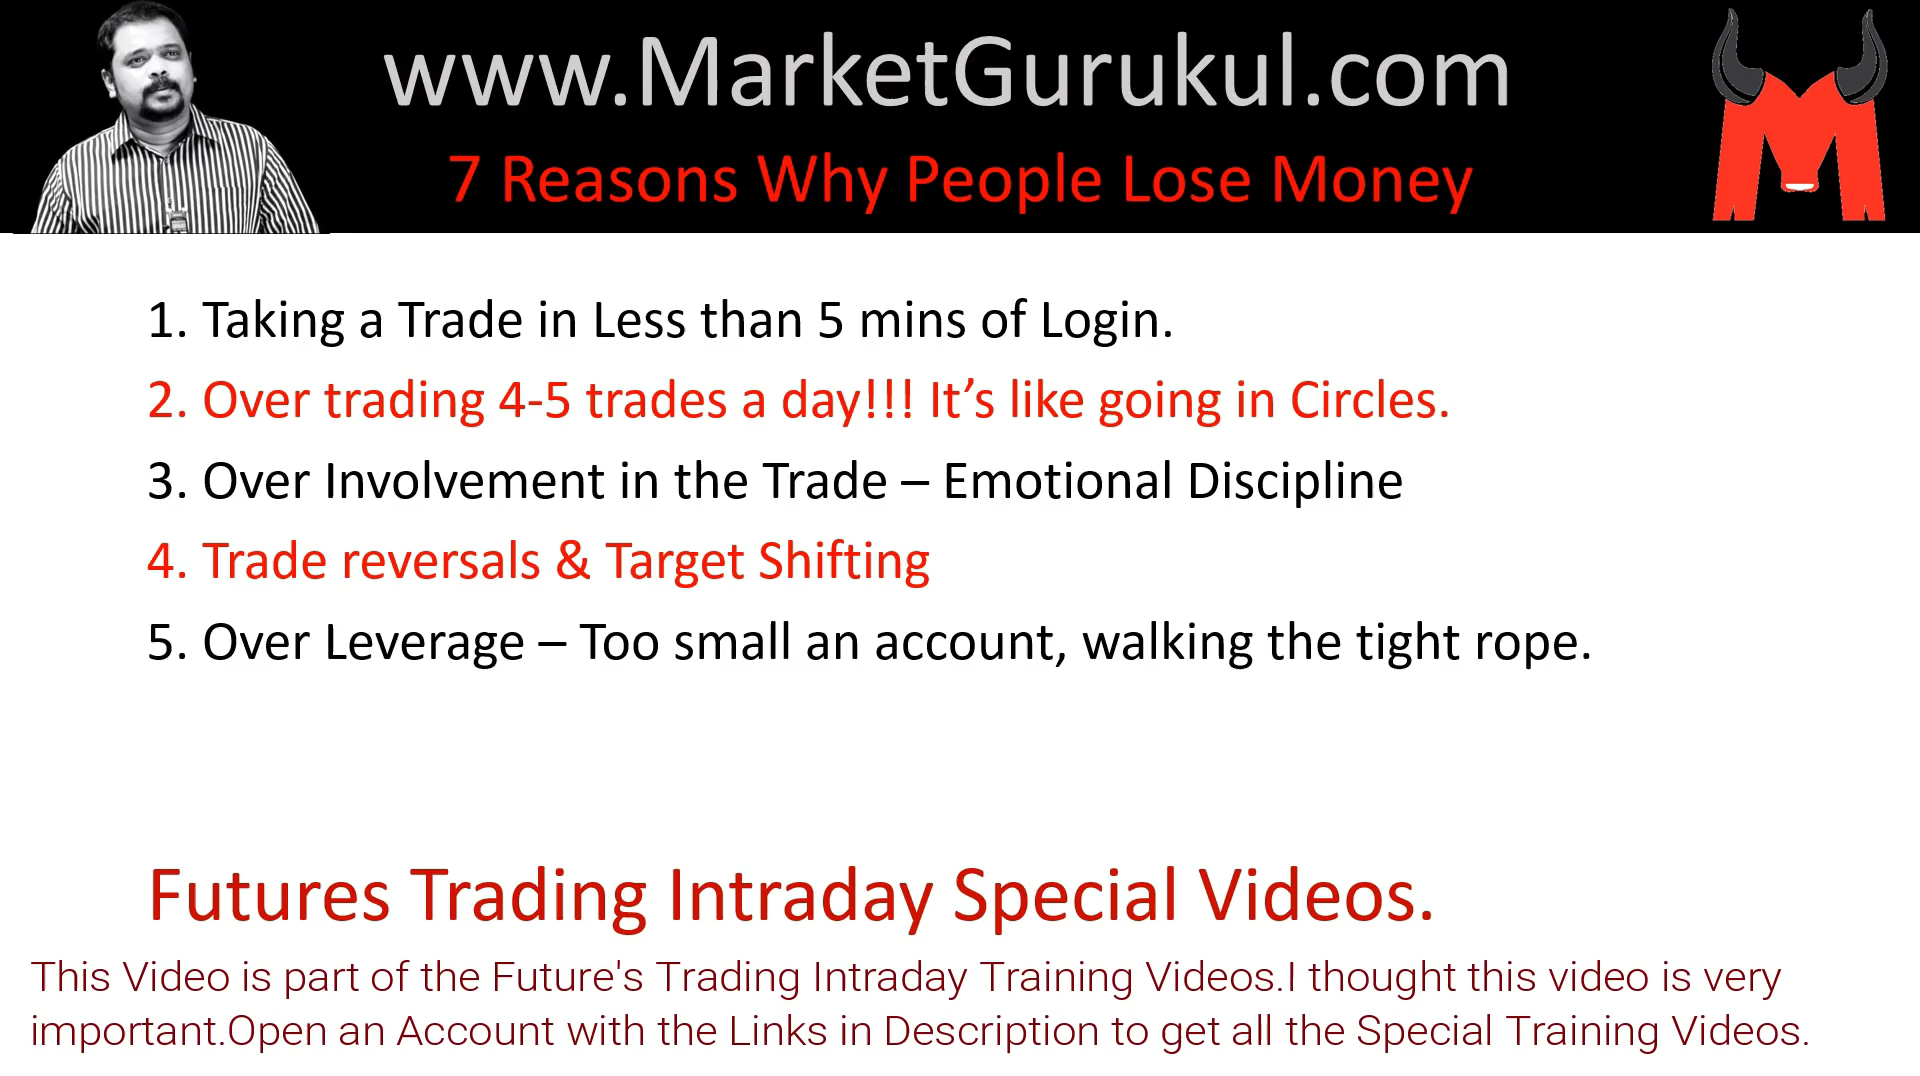 www.MarketGurukul.com
7 Reasons Why People Lose Money
1. Taking a Trade in Less than 5 mins of Login.
2. Over trading 4-5 trades a day!!! It’s like going in Circles.
3. Over Involvement in the Trade – Emotional Discipline
4. Trade reversals & Target Shifting
5. Over Leverage – Too small an account, walking the tight rope.
Futures Trading Intraday Special Videos.
This Video is part of the Future's Trading Intraday Training Videos.I thought this video is very
important.Open an Account with the Links in Description to get all the Special Training Videos.